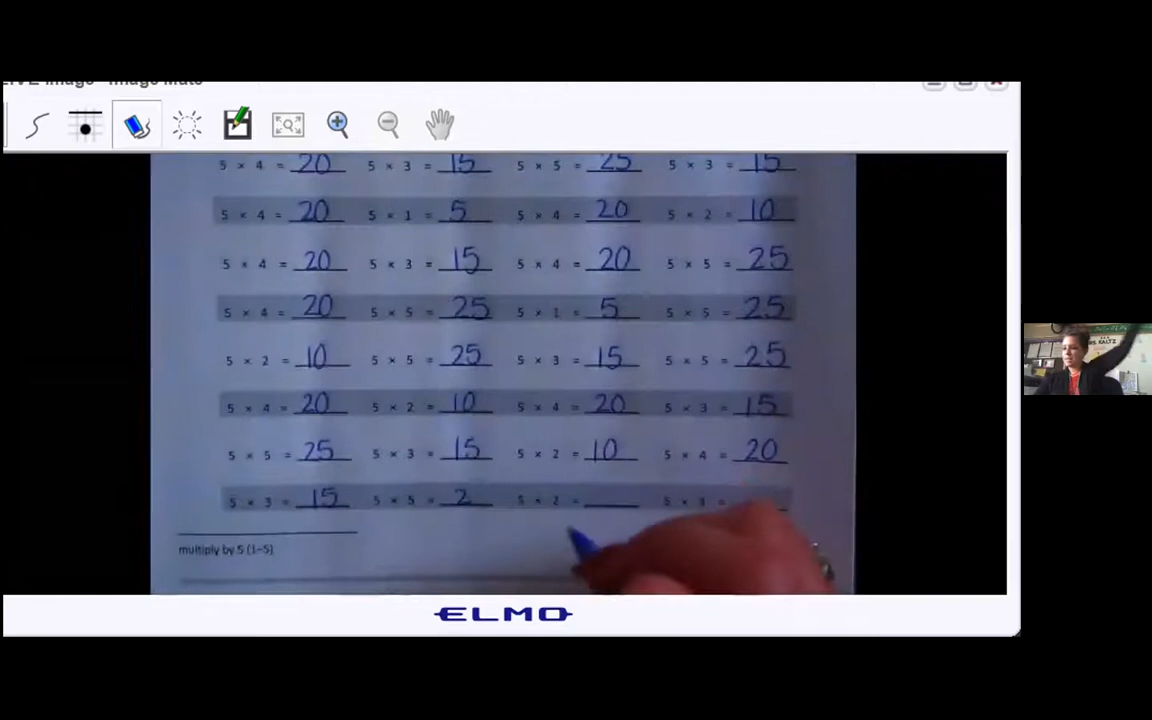 5 × 4 = 20 5 × 3 = 15 5 × 5 = 25 5 × 3 = 15
5 × 4 = 20 5 × 1 = 5 5 × 4 = 20 5 × 2 = 10
5 × 4 = 20 5 × 3 = 15 5 × 4 = 20 5 × 5 = 25
5 × 4 = 20 5 × 5 = 25 5 × 1 = 5 5 × 5 = 25
5 × 2 = 10 5 × 5 = 25 5 × 3 = 15 5 × 5 = 25
5 × 4 = 20 5 × 2 = 10 5 × 4 = 20 5 × 3 = 15
5 × 5 = 25 5 × 3 = 15 5 × 2 = 10 5 × 4 = 20
5 × 3 = 15 5 × 5 = 2 5 × 2 = 5 × 3 =
multiply by 5 (1-5)
ELMO